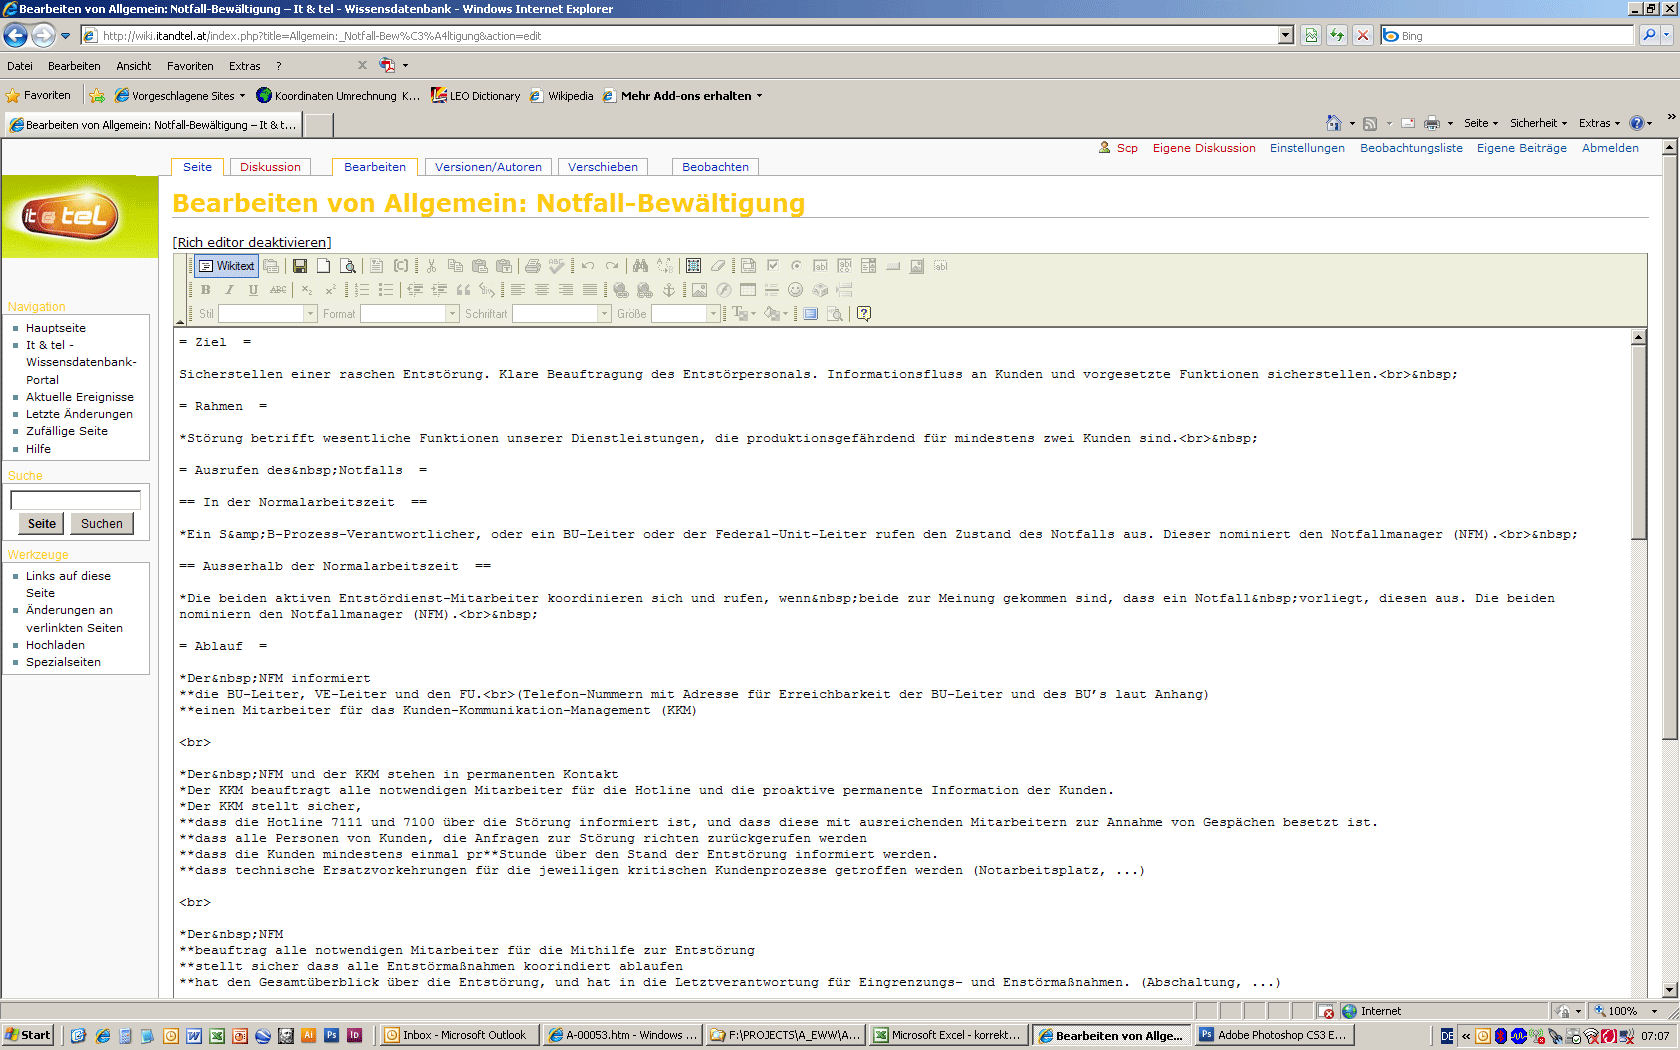 Bearbeiten von Allgemein: Notfall-Bewältigung – It & tel - Wissensdatenbank - Windows Internet Explorer
http://wiki.itandtel.at/index.php?title=Allgemein:_Notfall-Bew%C3%A4ltigung&action=edit
Bing
Datei Bearbeiten Ansicht Favoriten Extras ?
Favoriten Vorgeschlagene Sites Koordinaten Umrechnung K... LEO Dictionary Wikipedia Mehr Add-ons erhalten
Bearbeiten von Allgemein: Notfall-Bewältigung – It & t... Seite Sicherheit Extras
Scp Eigene Diskussion Einstellungen Beobachtungsliste Eigene Beiträge Abmelden
Seite Diskussion Bearbeiten Versionen/Autoren Verschieben Beobachten
it & tel
Bearbeiten von Allgemein: Notfall-Bewältigung
[Rich editor deaktivieren]
Wikitext
B I U ABC
Stil Format Schriftart Größe
Navigation
Hauptseite
It & tel -
Wissensdatenbank-
Portal
Aktuelle Ereignisse
Letzte Änderungen
Zufällige Seite
Hilfe
Suche
Seite Suchen
Werkzeuge
Links auf diese
Seite
Änderungen an
verlinkten Seiten
Hochladen
Spezialseiten
= Ziel =
Sicherstellen einer raschen Entstörung. Klare Beauftragung des Entstörpersonals. Informationsfluss an Kunden und vorgesetzte Funktionen sicherstellen.<br>&nbsp;
= Rahmen =
*Störung betrifft wesentliche Funktionen unserer Dienstleistungen, die produktionsgefährdend für mindestens zwei Kunden sind.<br>&nbsp;
= Ausrufen des&nbsp;Notfalls =
== In der Normalarbeitszeit ==
*Ein S&amp;B-Prozess-Verantwortlicher, oder ein BU-Leiter oder der Federal-Unit-Leiter rufen den Zustand des Notfalls aus. Dieser nominiert den Notfallmanager (NFM).<br>&nbsp;
== Ausserhalb der Normalarbeitszeit ==
*Die beiden aktiven Entstördienst-Mitarbeiter koordinieren sich und rufen, wenn&nbsp;beide zur Meinung gekommen sind, dass ein Notfall&nbsp;vorliegt, diesen aus. Die beiden
nominiern den Notfallmanager (NFM).<br>&nbsp;
= Ablauf =
*Der&nbsp;NFM informiert
**die BU-Leiter, VE-Leiter und den FU.<br>(Telefon-Nummern mit Adresse für Erreichbarkeit der BU-Leiter und des BU's laut Anhang)
**einen Mitarbeiter für das Kunden-Kommunikation-Management (KKM)
<br>
*Der&nbsp;NFM und der KKM stehen in permanenten Kontakt
*Der KKM beauftragt alle notwendigen Mitarbeiter für die Hotline und die proaktive permanente Information der Kunden.
*Der KKM stellt sicher,
**dass die Hotline 7111 und 7100 über die Störung informiert ist, und dass diese mit ausreichenden Mitarbeitern zur Annahme von Gespächen besetzt ist.
**dass alle Personen von Kunden, die Anfragen zur Störung richten zurückgerufen werden
**dass die Kunden mindestens einmal pr**Stunde über den Stand der Entstörung informiert werden.
**dass technische Ersatzvorkehrungen für die jeweiligen kritischen Kundenprozesse getroffen werden (Notarbeitsplatz, ...)
<br>
*Der&nbsp;NFM
**beauftrag alle notwendigen Mitarbeiter für die Mithilfe zur Entstörung
**stellt sicher dass alle Entstörmaßnahmen koorindiert ablaufen
**hat den Gesamtüberblick über die Entstörung, und hat in die Letztverantwortung für Eingrenzungs- und Enstörmaßnahmen. (Abschaltung, ...)
Internet 100%
Start Inbox - Microsoft Outlook A-00053.htm - Windows ... F:\PROJECTS\A_EWW\A... Microsoft Excel - korrekt... Bearbeiten von Allge... Adobe Photoshop CS3 E... DE 07:07